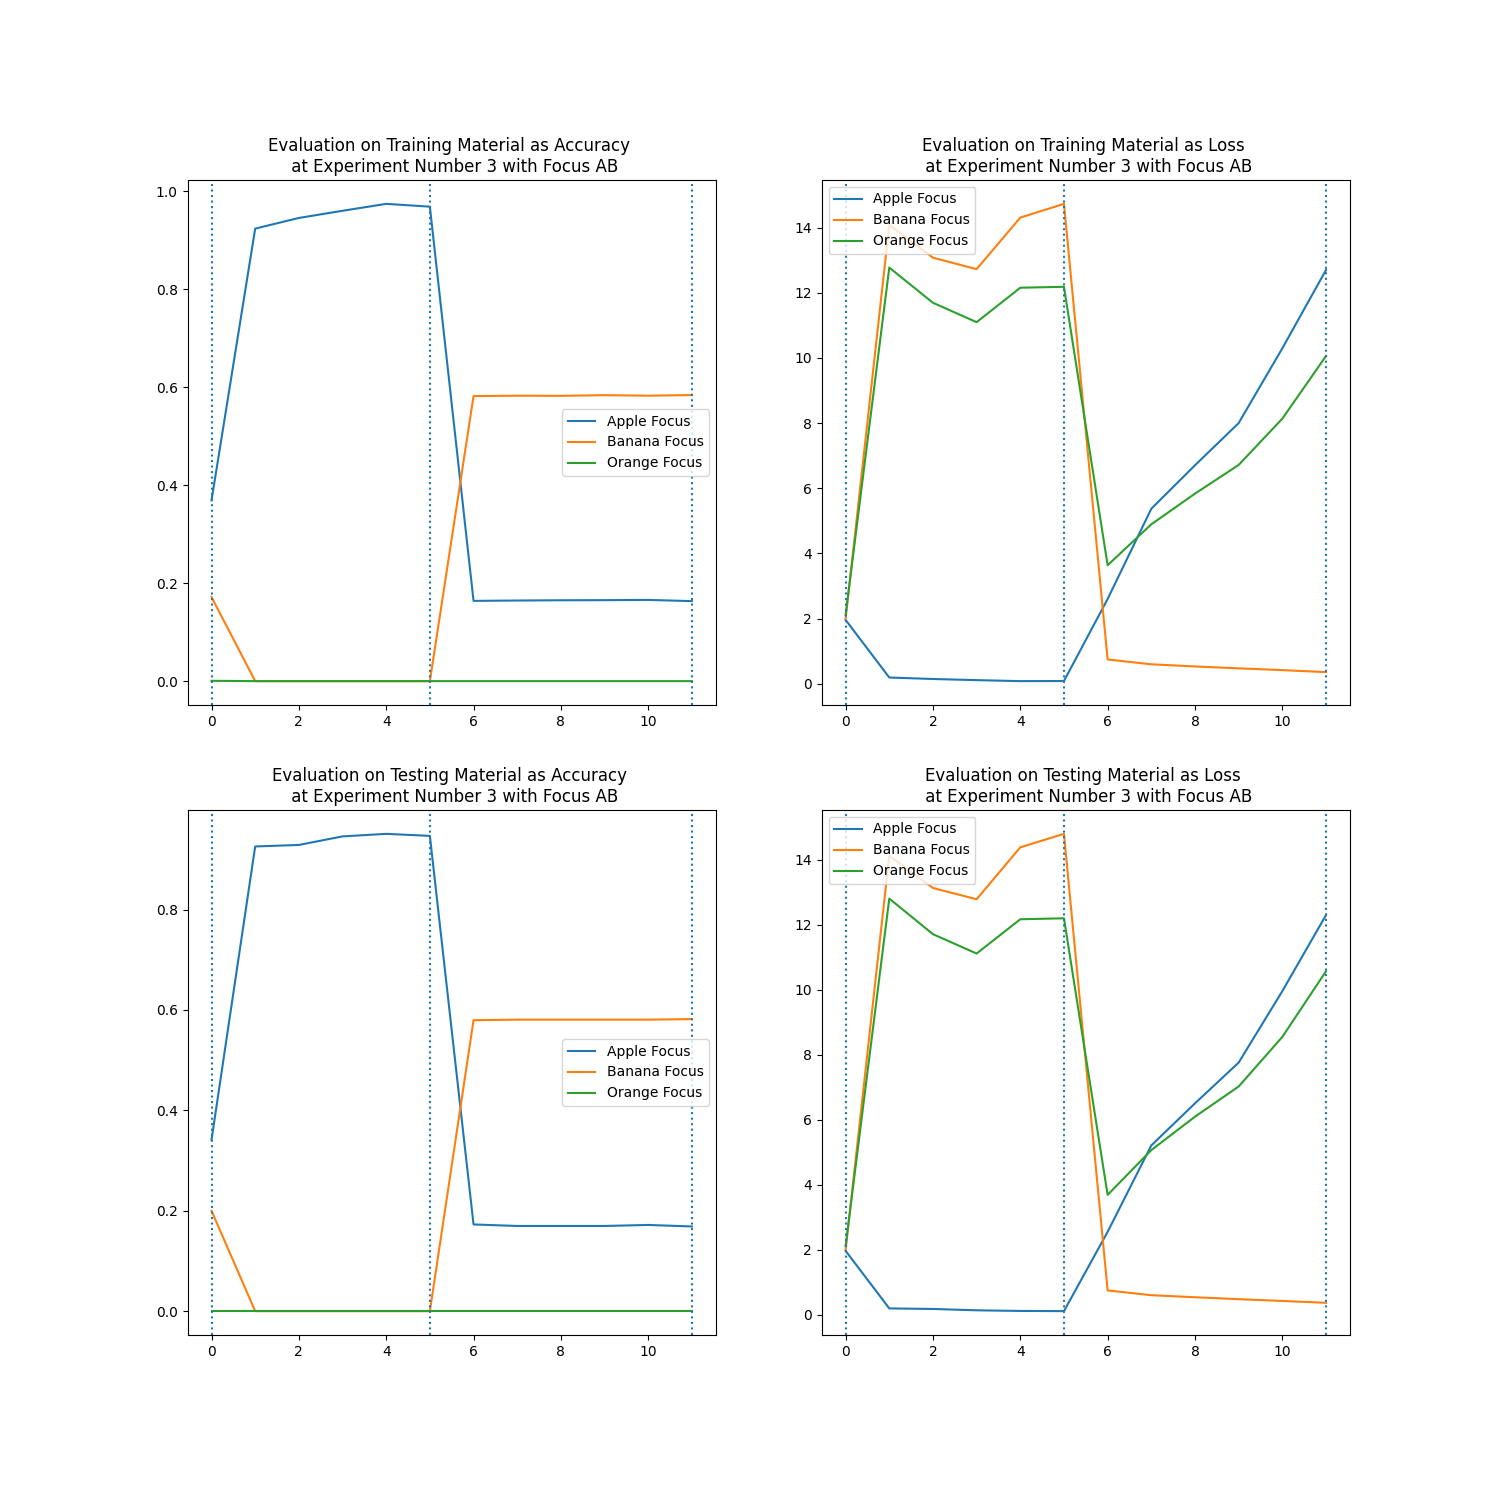 Evaluation on Training Material as Accuracy
at Experiment Number 3 with Focus AB
1.0
0.8
0.6
0.4
0.2
0.0
Apple Focus
Banana Focus
Orange Focus
0 2 4 6 8 10
Evaluation on Training Material as Loss
at Experiment Number 3 with Focus AB
Apple Focus
Banana Focus
Orange Focus
14
12
10
8
6
4
2
0
0 2 4 6 8 10
Evaluation on Testing Material as Accuracy
at Experiment Number 3 with Focus AB
0.8
0.6
0.4
0.2
0.0
Apple Focus
Banana Focus
Orange Focus
0 2 4 6 8 10
Evaluation on Testing Material as Loss
at Experiment Number 3 with Focus AB
Apple Focus
Banana Focus
Orange Focus
14
12
10
8
6
4
2
0
0 2 4 6 8 10